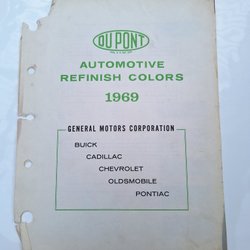 DU PONT
AUTOMOTIVE
REFINISH COLORS
1969
GENERAL MOTORS CORPORATION
BUICK
CADILLAC
CHEVROLET
OLDSMOBILE
PONTIAC